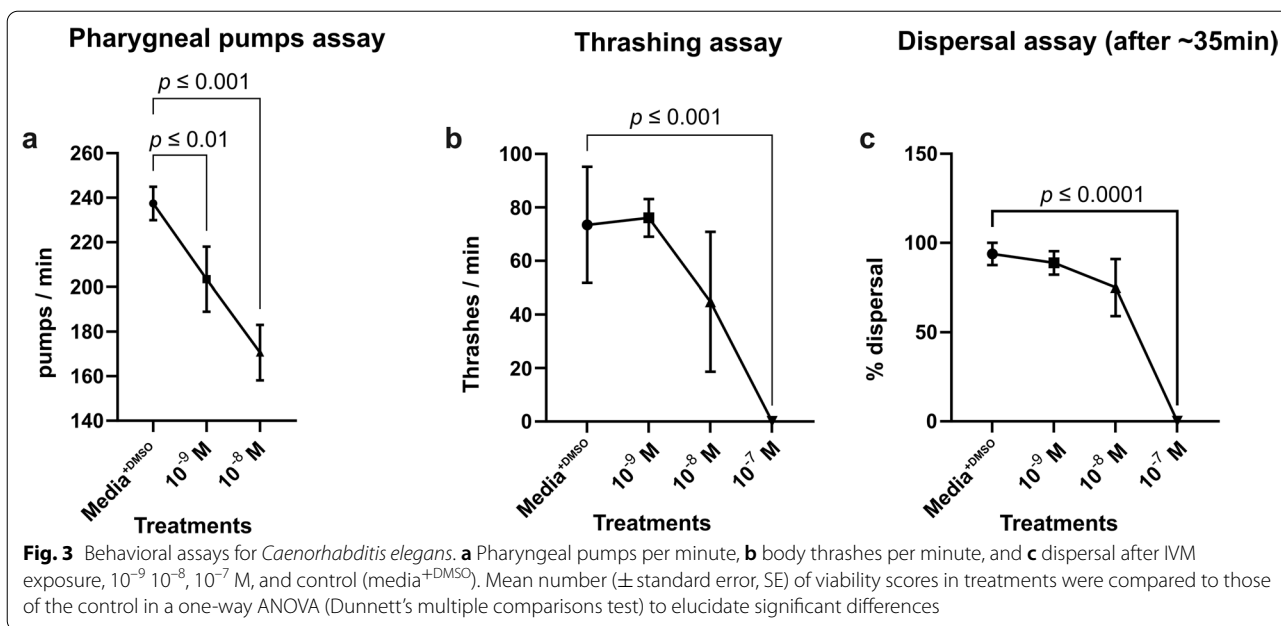 Pharygneal pumps assay
Thrashing assay
Dispersal assay (after ~35min)
a
p ≤ 0.001
p ≤ 0.01
260
240
220
200
180
160
140
pumps / min
Media⁺ᴰᴹˢᴼ
10⁻⁹ M
10⁻⁸ M
Treatments
b
p ≤ 0.001
100
80
60
40
20
0
Thrashes / min
Media⁺ᴰᴹˢᴼ
10⁻⁹ M
10⁻⁸ M
10⁻⁷ M
Treatments
c
p ≤ 0.0001
150
100
50
0
% dispersal
Media⁺ᴰᴹˢᴼ
10⁻⁹ M
10⁻⁸ M
10⁻⁷ M
Treatments
Fig. 3 Behavioral assays for Caenorhabditis elegans. a Pharyngeal pumps per minute, b body thrashes per minute, and c dispersal after IVM
exposure, 10⁻⁹ 10⁻⁸, 10⁻⁷ M, and control (media⁺ᴰᴹˢᴼ). Mean number (± standard error, SE) of viability scores in treatments were compared to those
of the control in a one-way ANOVA (Dunnett's multiple comparisons test) to elucidate significant differences